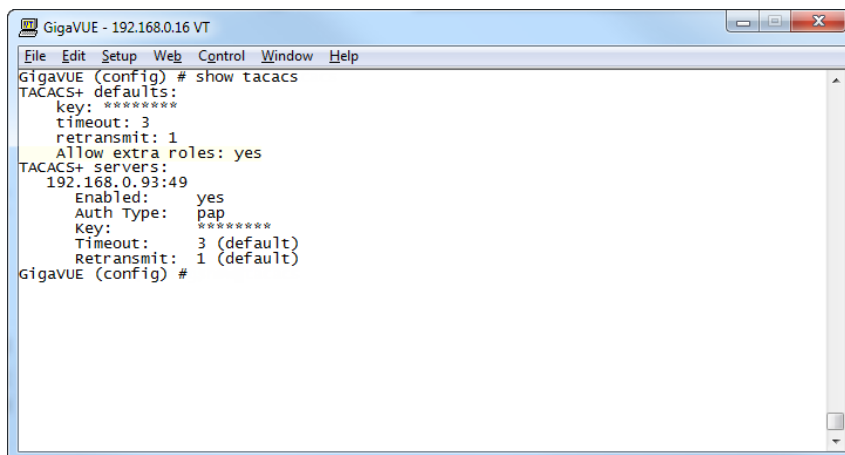 GigaVUE - 192.168.0.16 VT
File Edit Setup Web Control Window Help
GigaVUE (config) # show tacacs
TACACS+ defaults:
    key: ********
    timeout: 3
    retransmit: 1
    Allow extra roles: yes
TACACS+ servers:
   192.168.0.93:49
      Enabled:     yes
      Auth Type:   pap
      Key:         ********
      Timeout:     3 (default)
      Retransmit:  1 (default)
GigaVUE (config) #